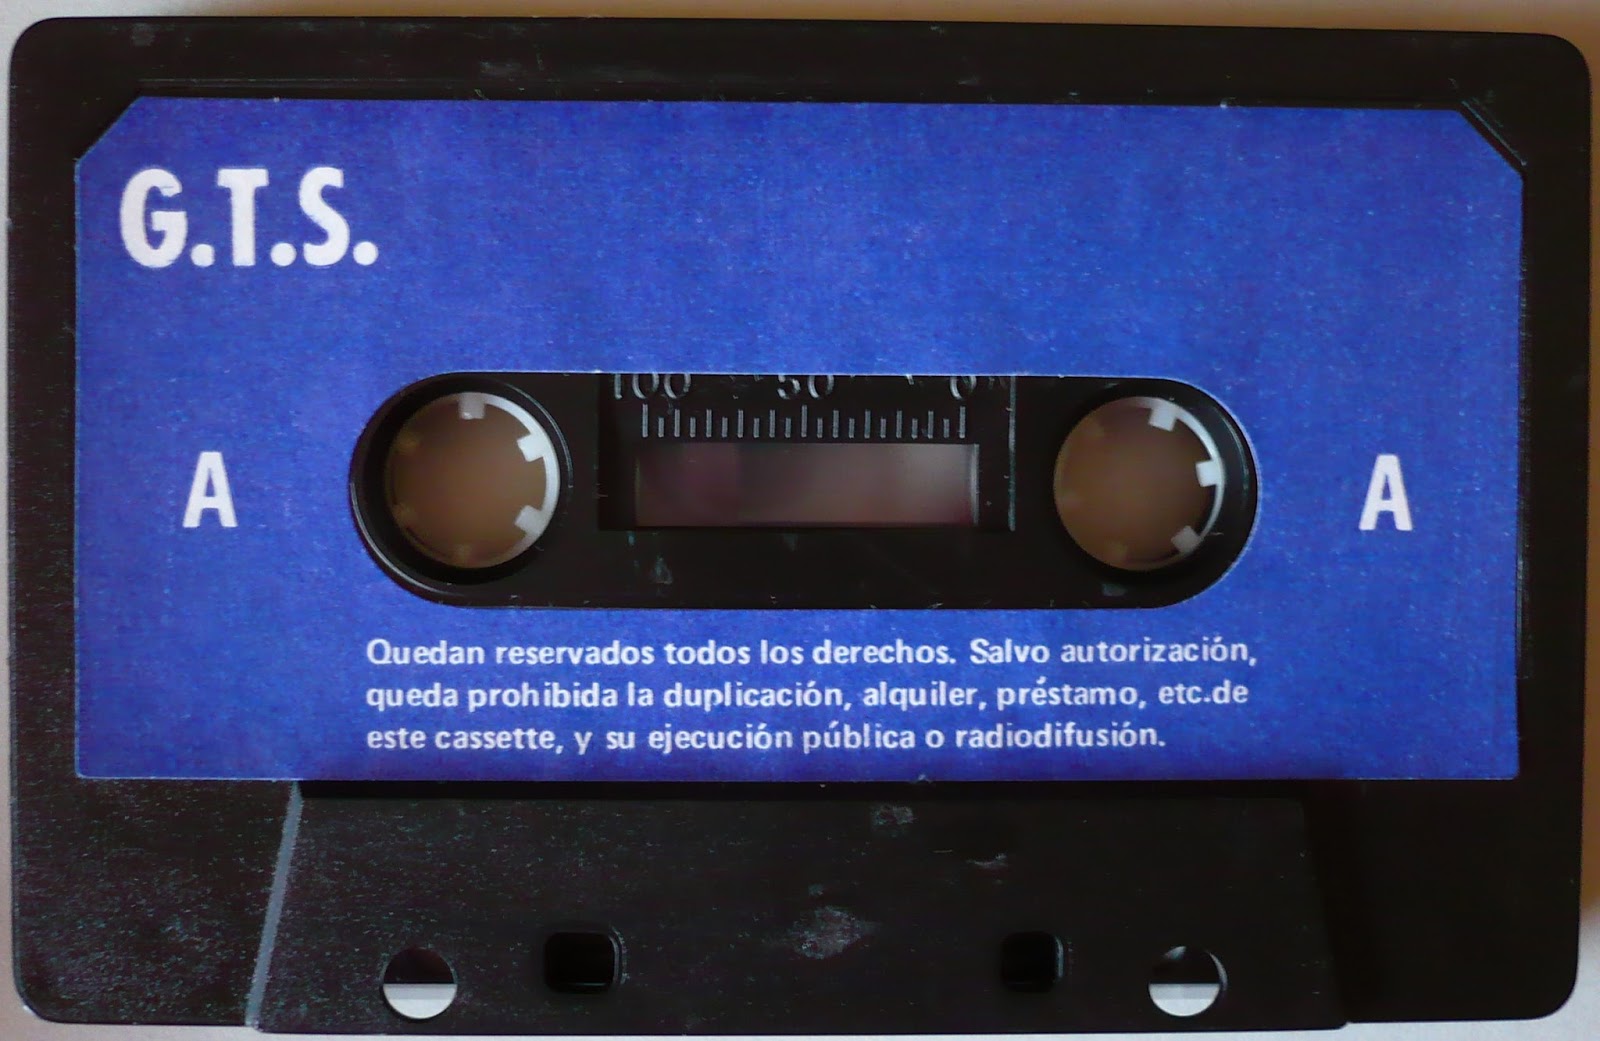 G.T.S.
100 50 0
A A
Quedan reservados todos los derechos. Salvo autorización,
queda prohibida la duplicación, alquiler, préstamo, etc.de
este cassette, y su ejecución pública o radiodifusión.